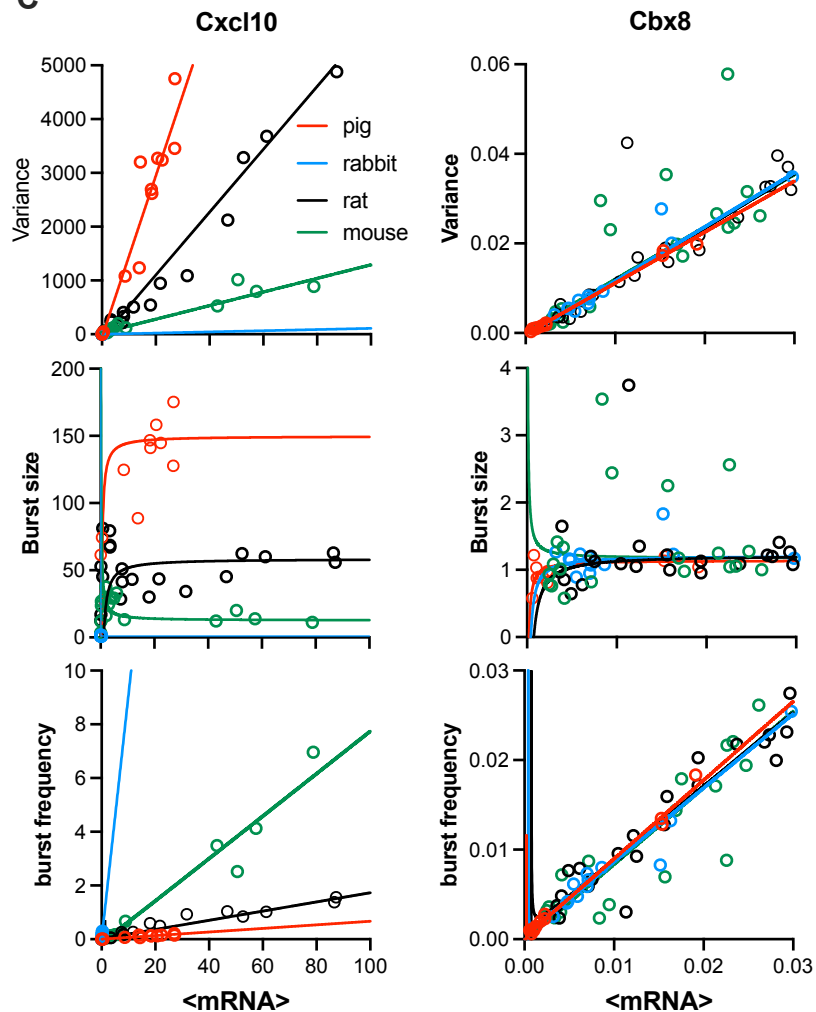 C
Cxcl10
Cbx8
5000
4000
3000
2000
1000
0
Variance
pig
rabbit
rat
mouse
0.06
0.04
0.02
0.00
Variance
200
150
100
50
0
Burst size
4
3
2
1
0
Burst size
10
8
6
4
2
0
burst frequency
0
20
40
60
80
100
<mRNA>
0.03
0.02
0.01
0.00
burst frequency
0.00
0.01
0.02
0.03
<mRNA>